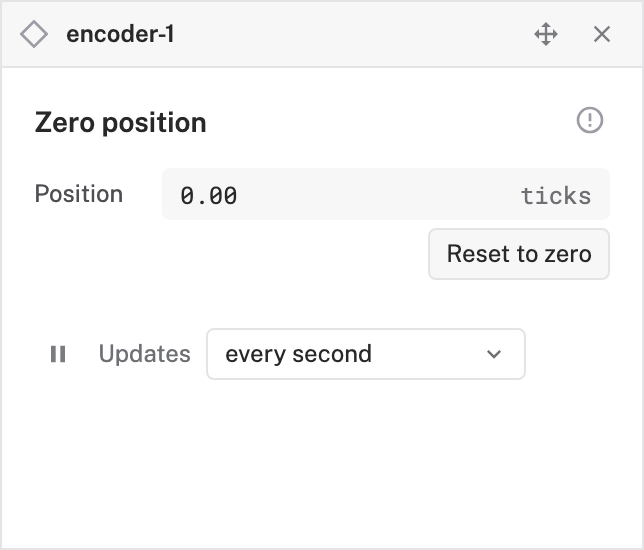 encoder-1
Zero position
Position 0.00 ticks
Reset to zero
Updates every second